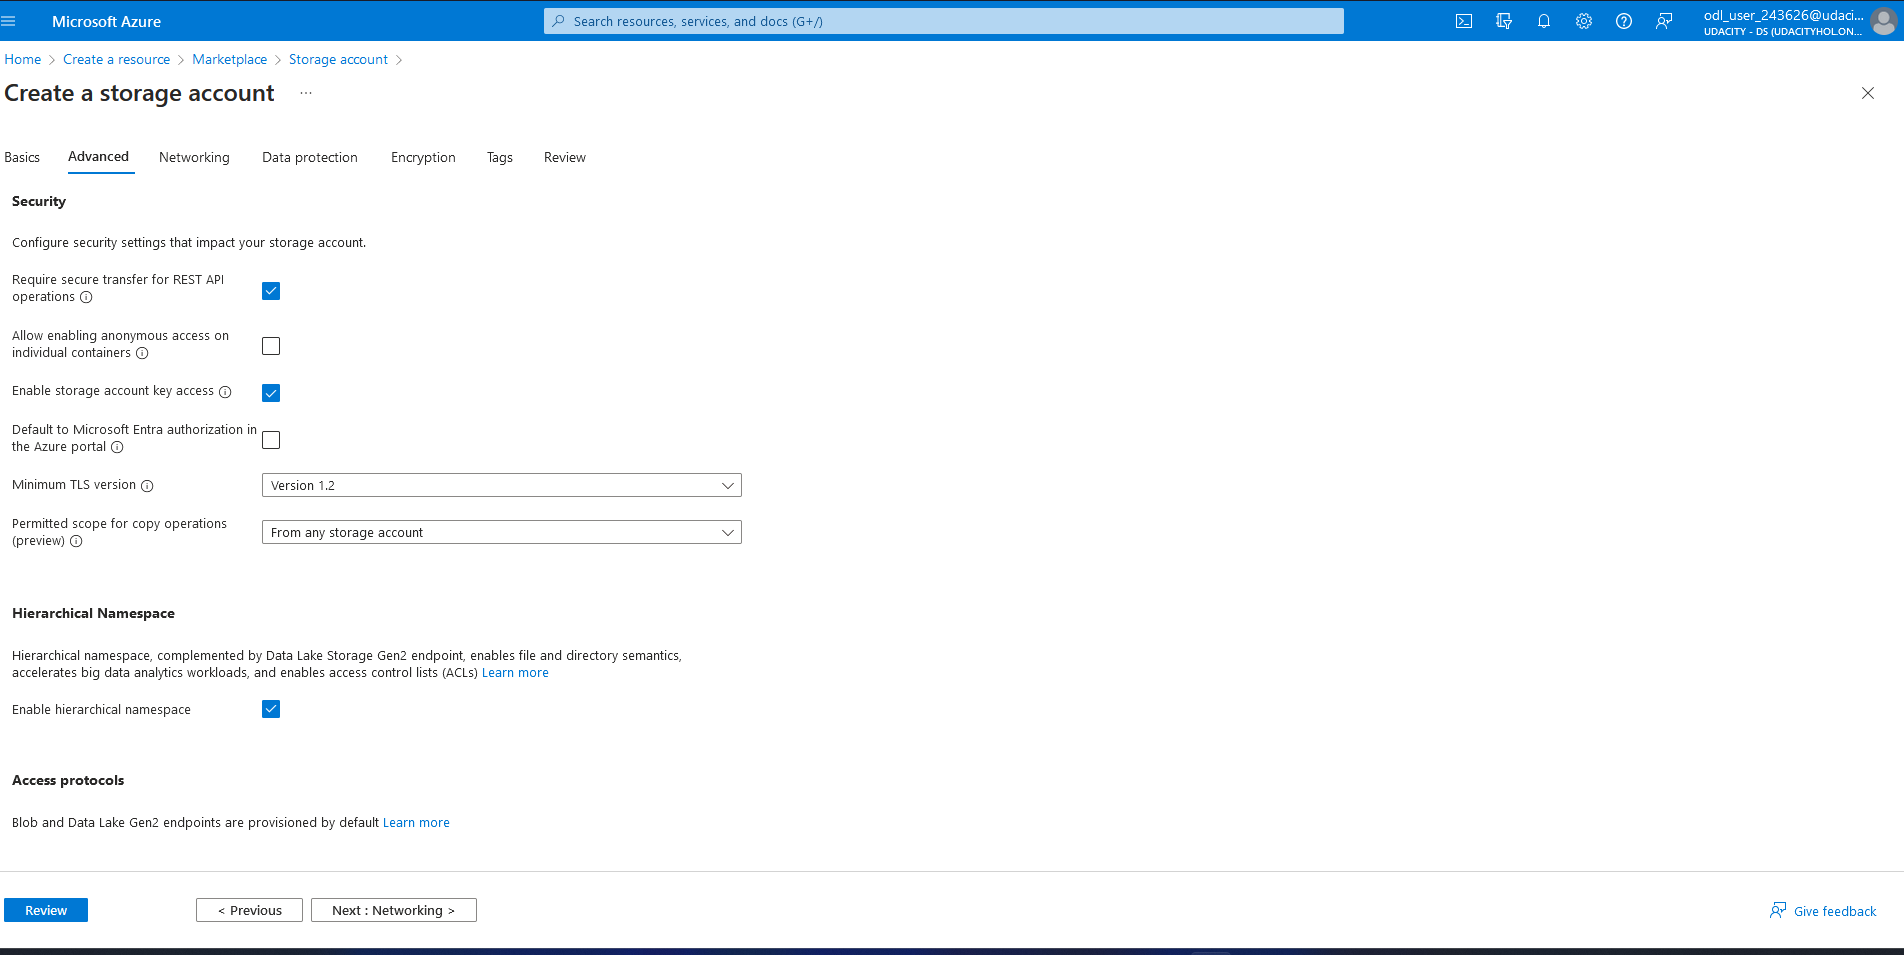 Microsoft Azure
Search resources, services, and docs (G+/)
odl_user_243626@udaci...
UDACITY - DS (UDACITYHOL.ON...
Home > Create a resource > Marketplace > Storage account >
Create a storage account ...
Basics Advanced Networking Data protection Encryption Tags Review
Security
Configure security settings that impact your storage account.
Require secure transfer for REST API
operations
Allow enabling anonymous access on
individual containers
Enable storage account key access
Default to Microsoft Entra authorization in
the Azure portal
Minimum TLS version
Version 1.2
Permitted scope for copy operations
(preview)
From any storage account
Hierarchical Namespace
Hierarchical namespace, complemented by Data Lake Storage Gen2 endpoint, enables file and directory semantics,
accelerates big data analytics workloads, and enables access control lists (ACLs) Learn more
Enable hierarchical namespace
Access protocols
Blob and Data Lake Gen2 endpoints are provisioned by default Learn more
Review < Previous Next : Networking > Give feedback